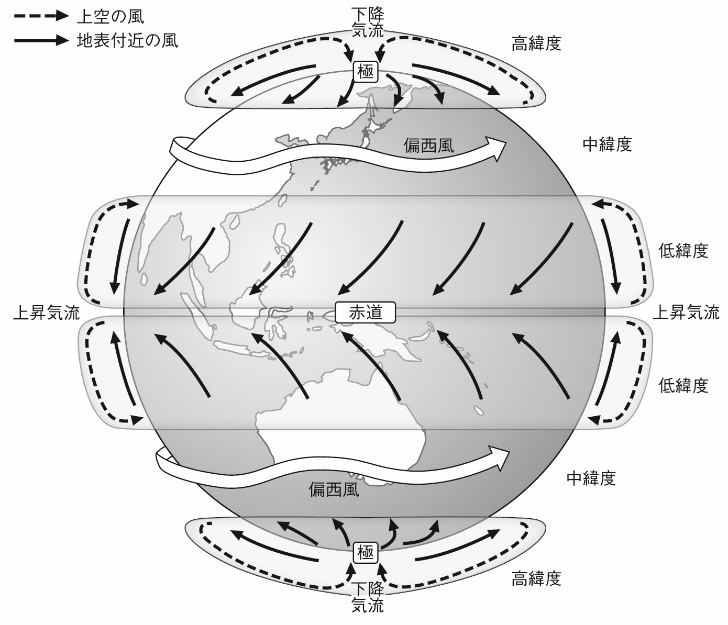 上空の風
地表付近の風
下降
気流
高緯度
極
偏西風
中緯度
低緯度
上昇気流
赤道
上昇気流
低緯度
中緯度
偏西風
極
高緯度
下降
気流